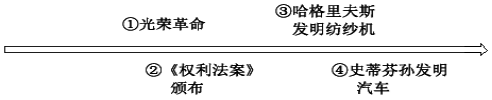 ①光荣革命
③哈格里夫斯
发明纺纱机
②《权利法案》
颁布
④史蒂芬孙发明
汽车